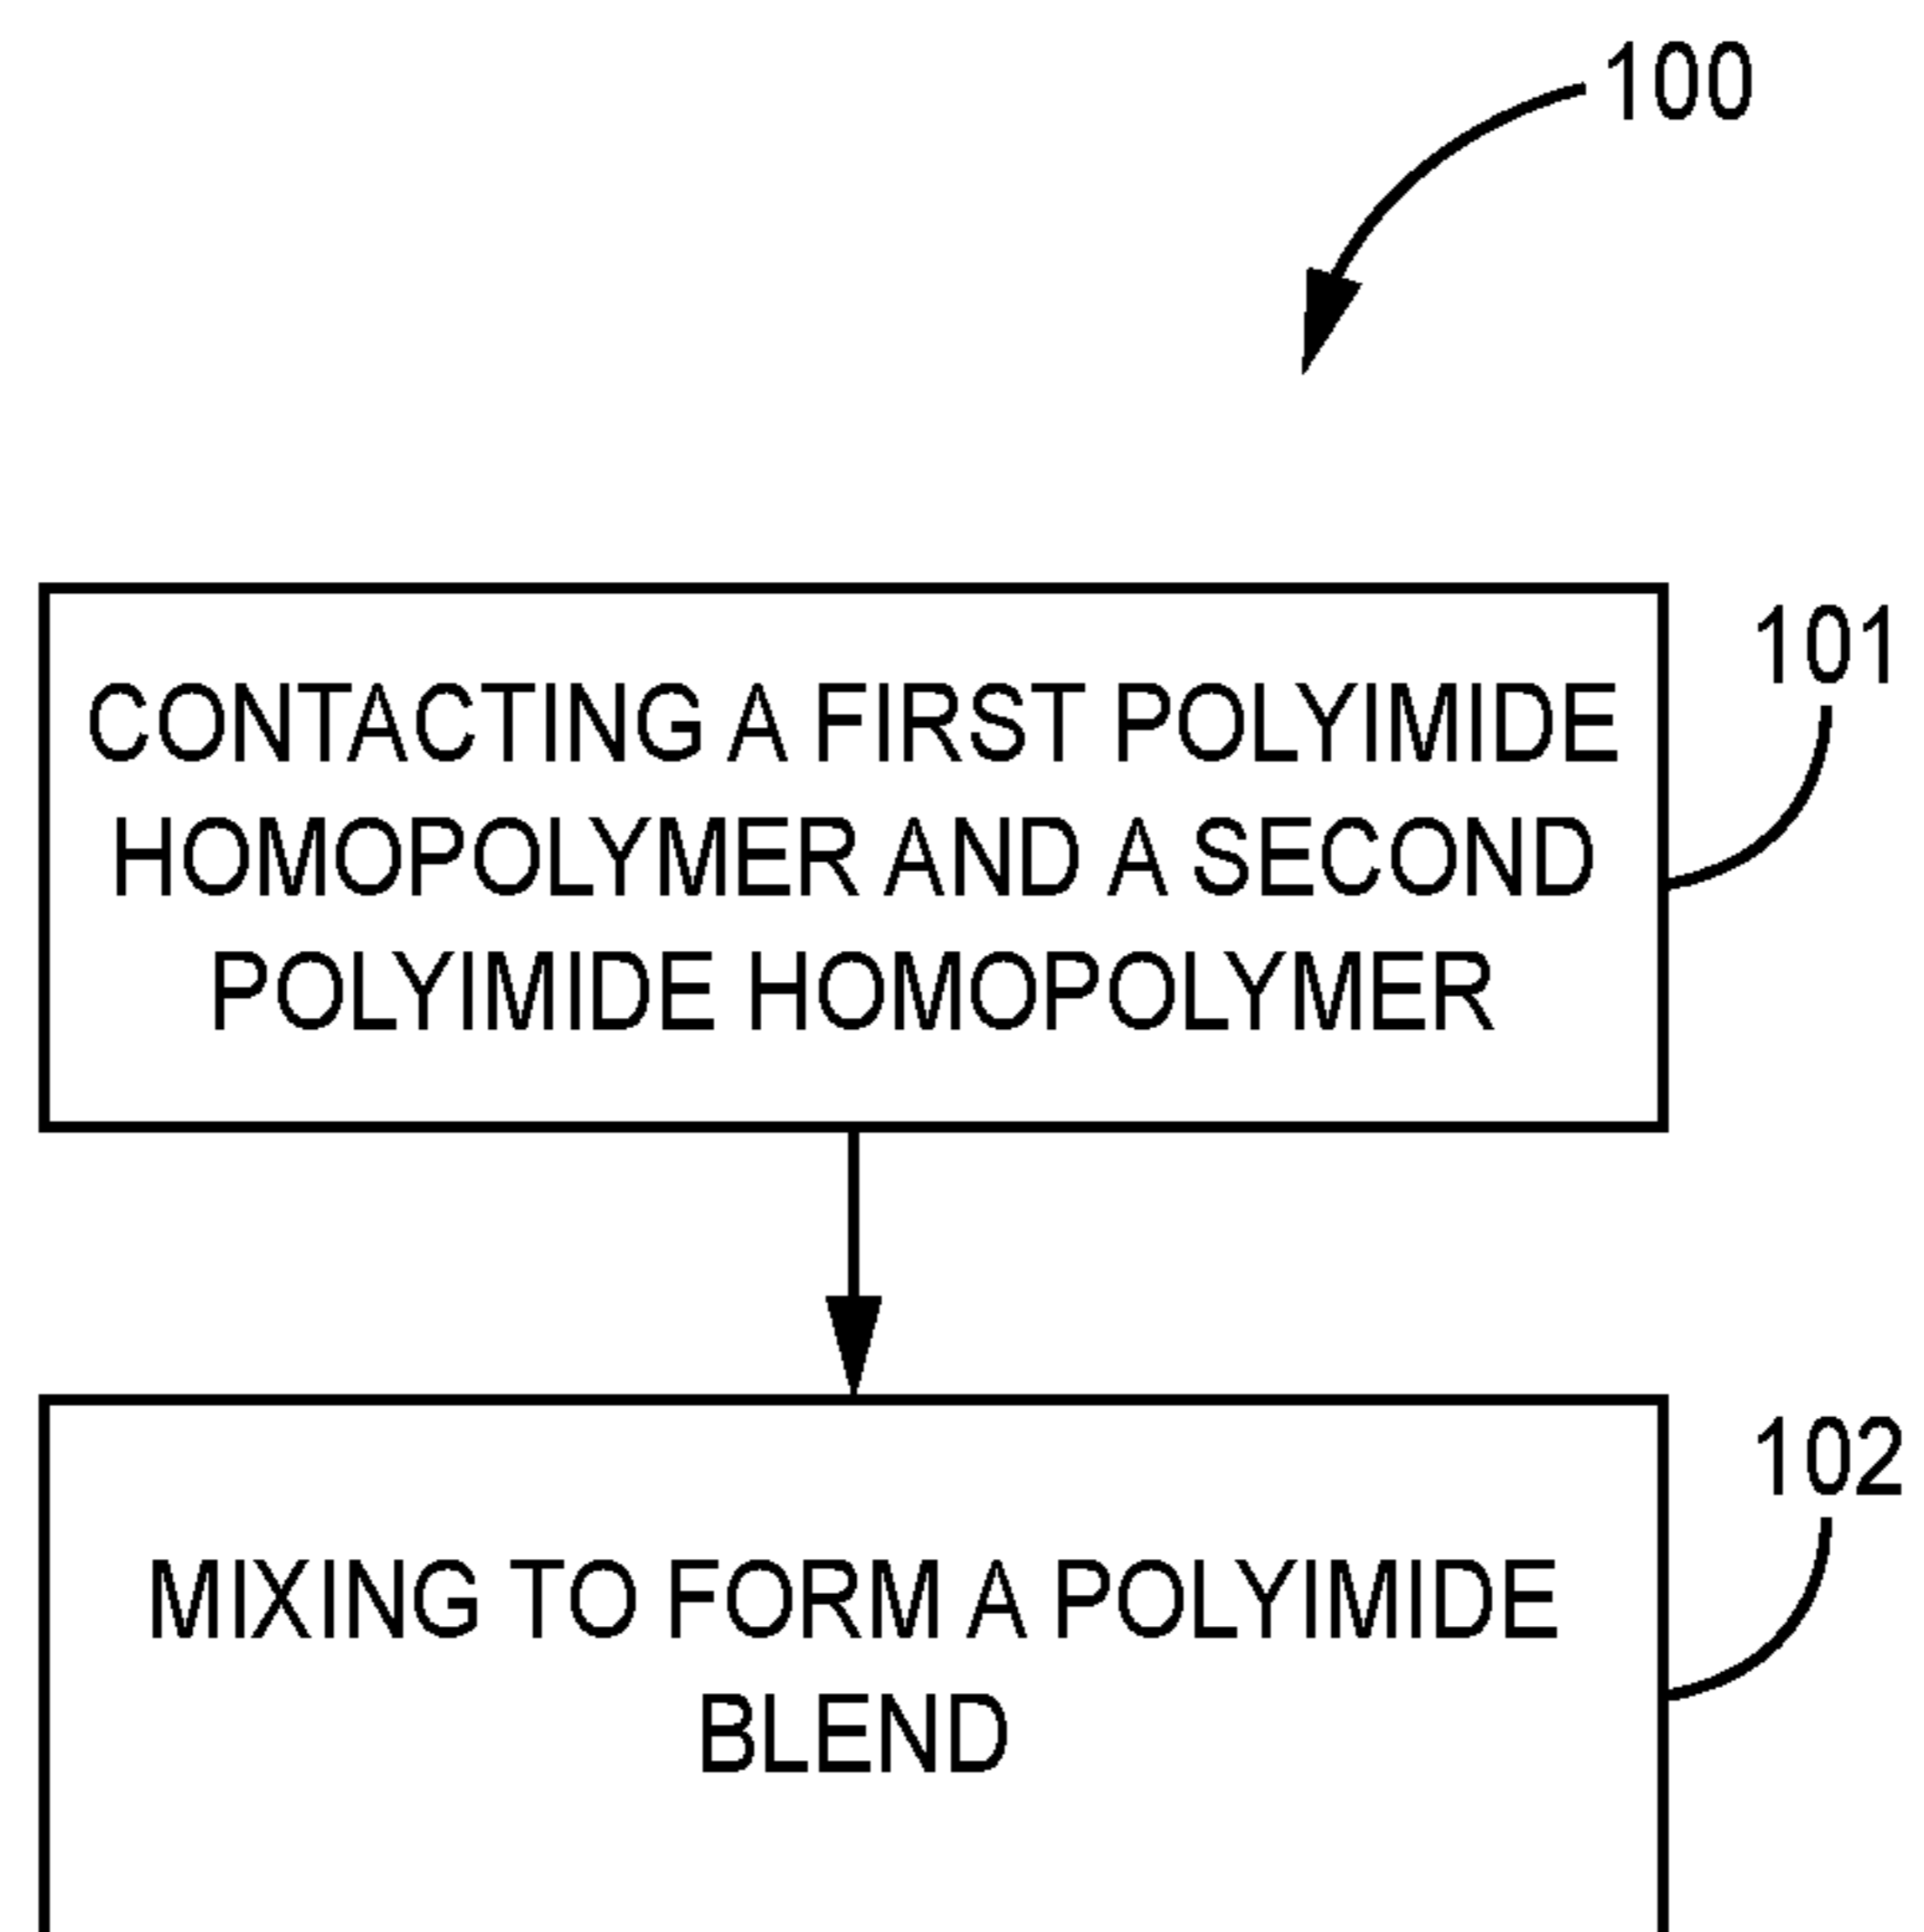 100
101
CONTACTING A FIRST POLYIMIDE
HOMOPOLYMER AND A SECOND
POLYIMIDE HOMOPOLYMER
102
MIXING TO FORM A POLYIMIDE
BLEND